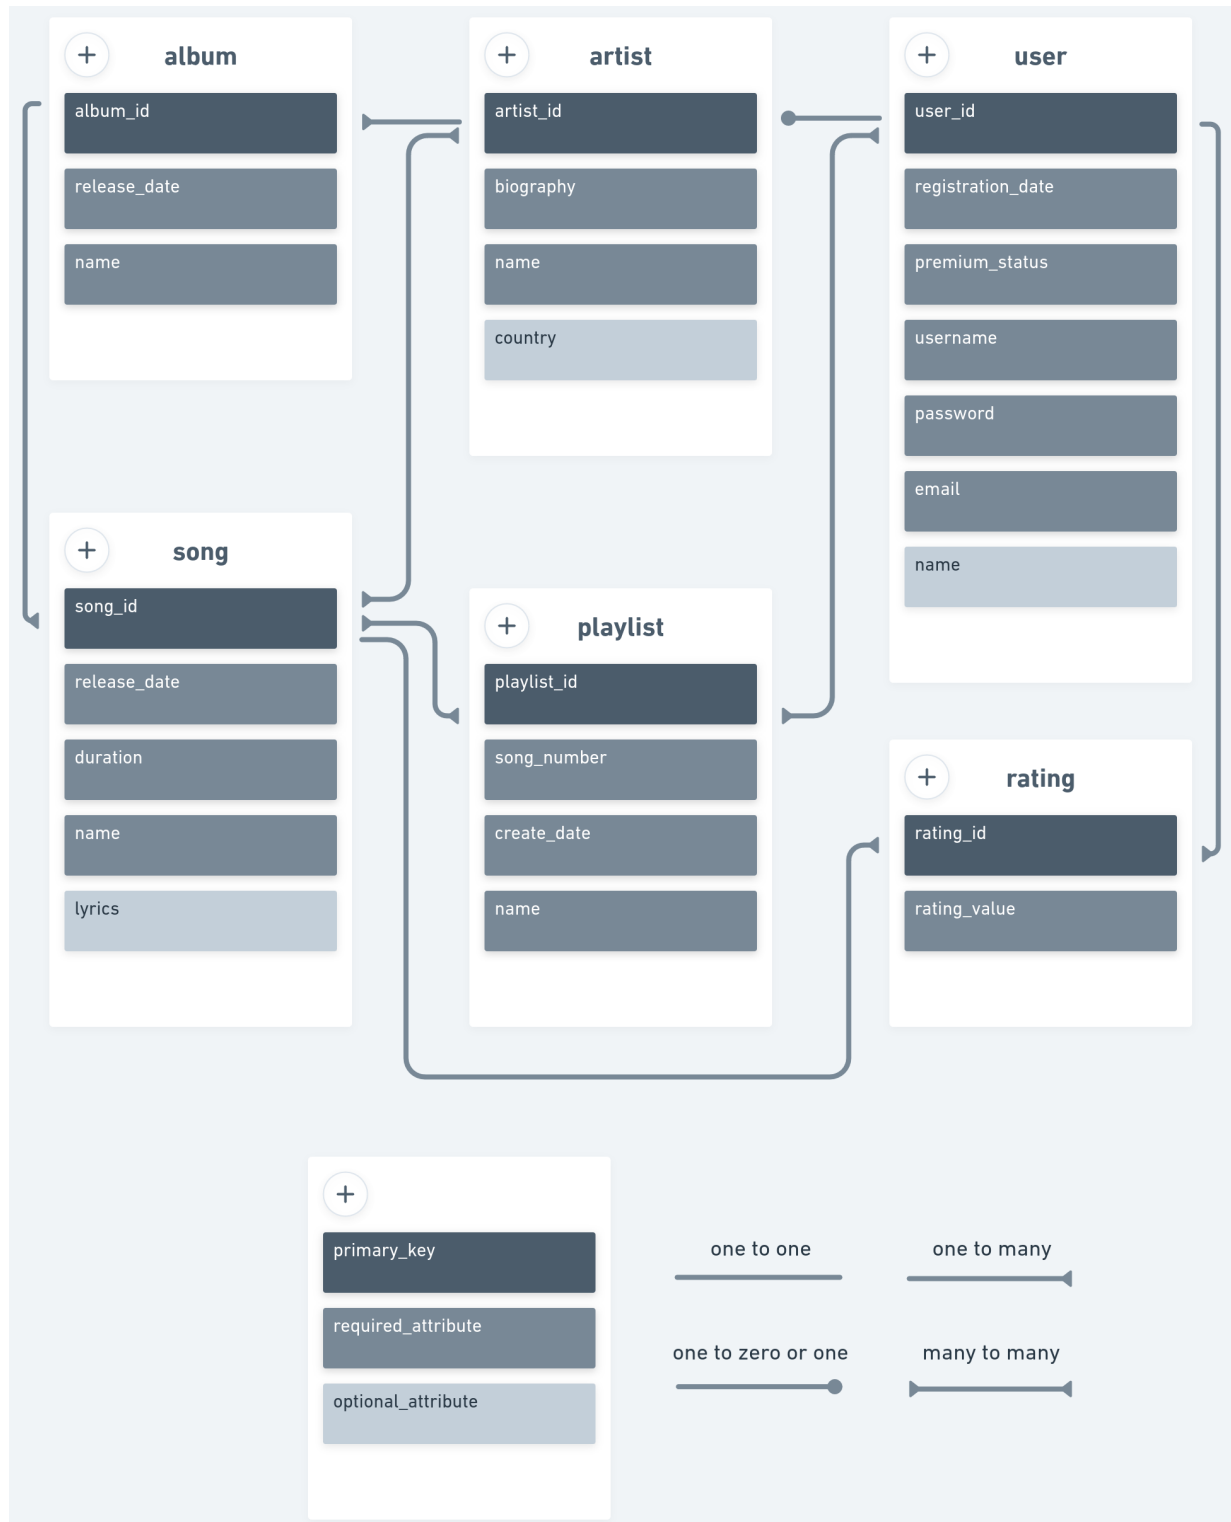 album
album_id
release_date
name
artist
artist_id
biography
name
country
user
user_id
registration_date
premium_status
username
password
email
name
song
song_id
release_date
duration
name
lyrics
playlist
playlist_id
song_number
create_date
name
rating
rating_id
rating_value
primary_key
required_attribute
optional_attribute
one to one
one to many
one to zero or one
many to many